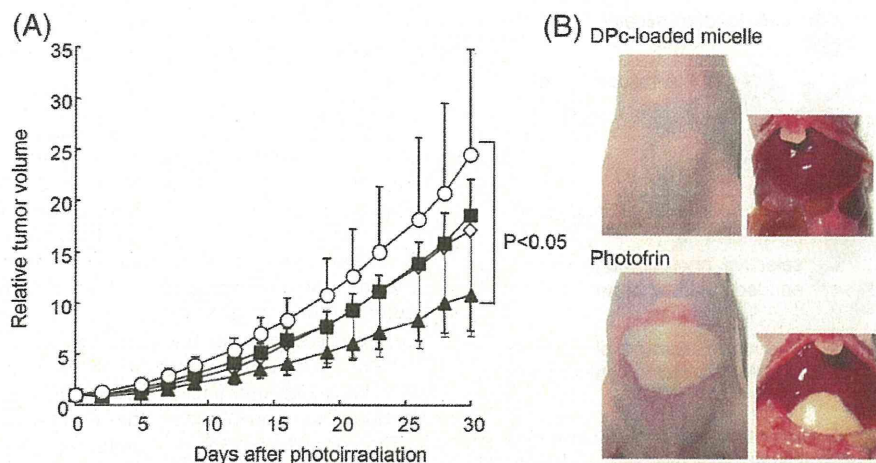 (A)
35
30
25
20
15
10
5
0
Relative tumor volume
0 5 10 15 20 25 30
Days after photoirradiation
P<0.05
(B)
DPc-loaded micelle
Photofrin